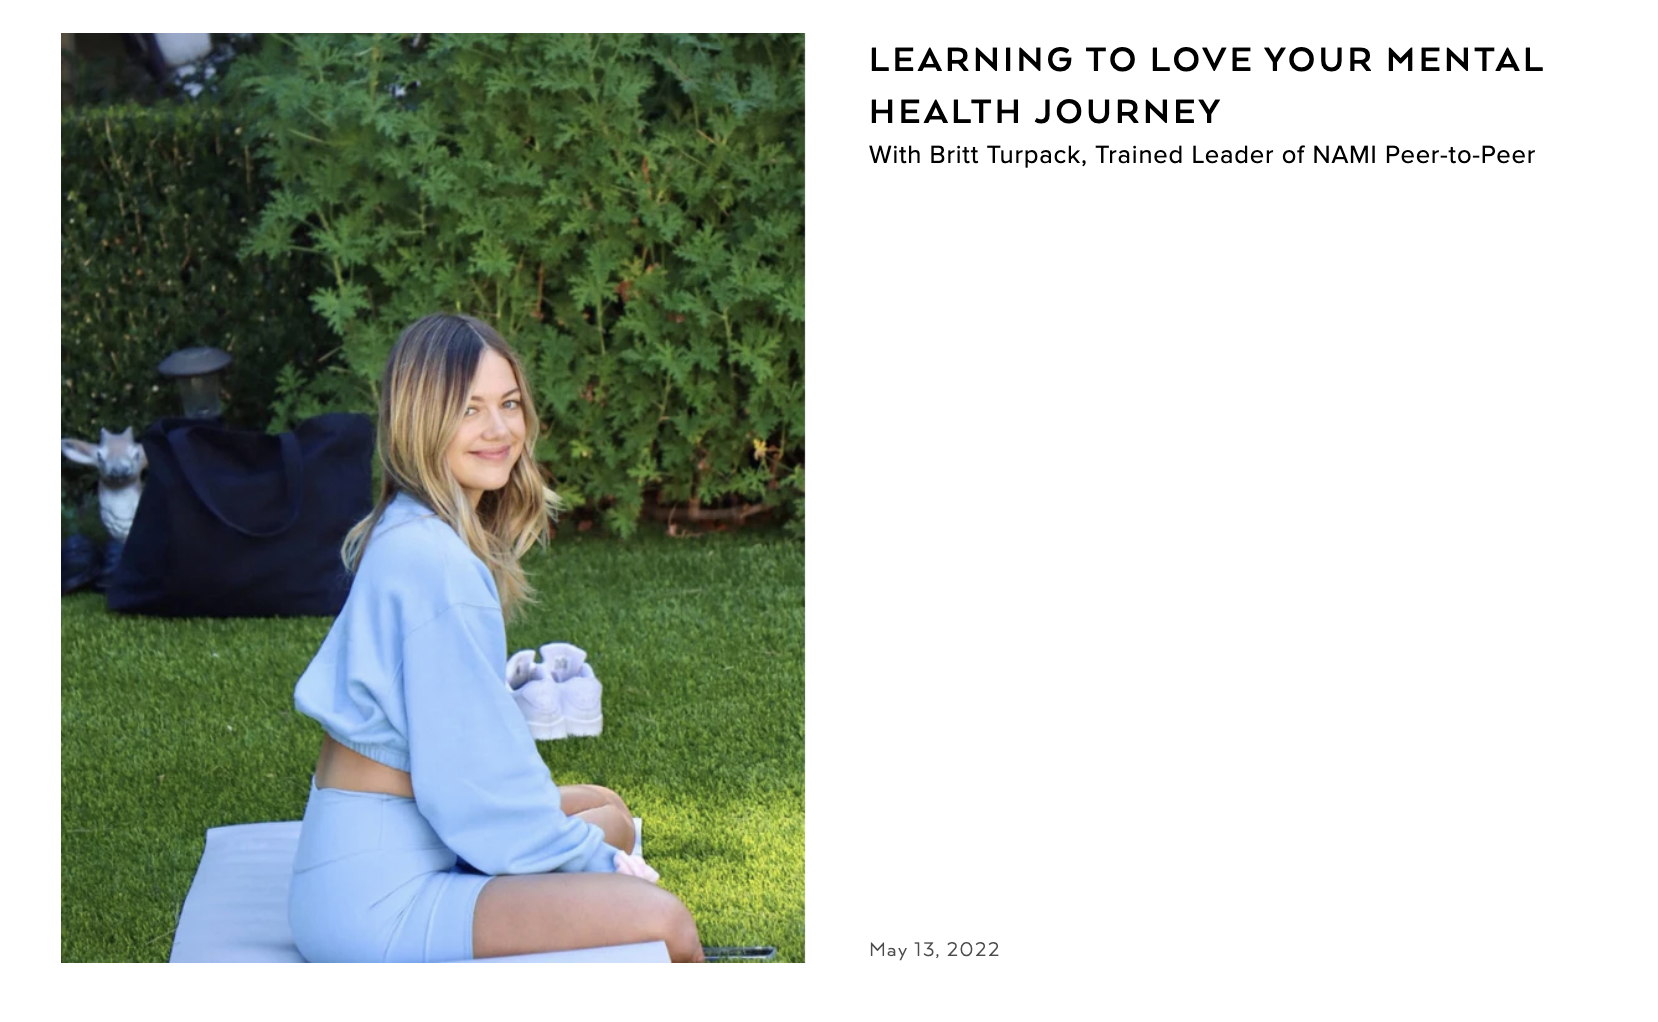 LEARNING TO LOVE YOUR MENTAL
HEALTH JOURNEY
With Britt Turpack, Trained Leader of NAMI Peer-to-Peer
May 13, 2022